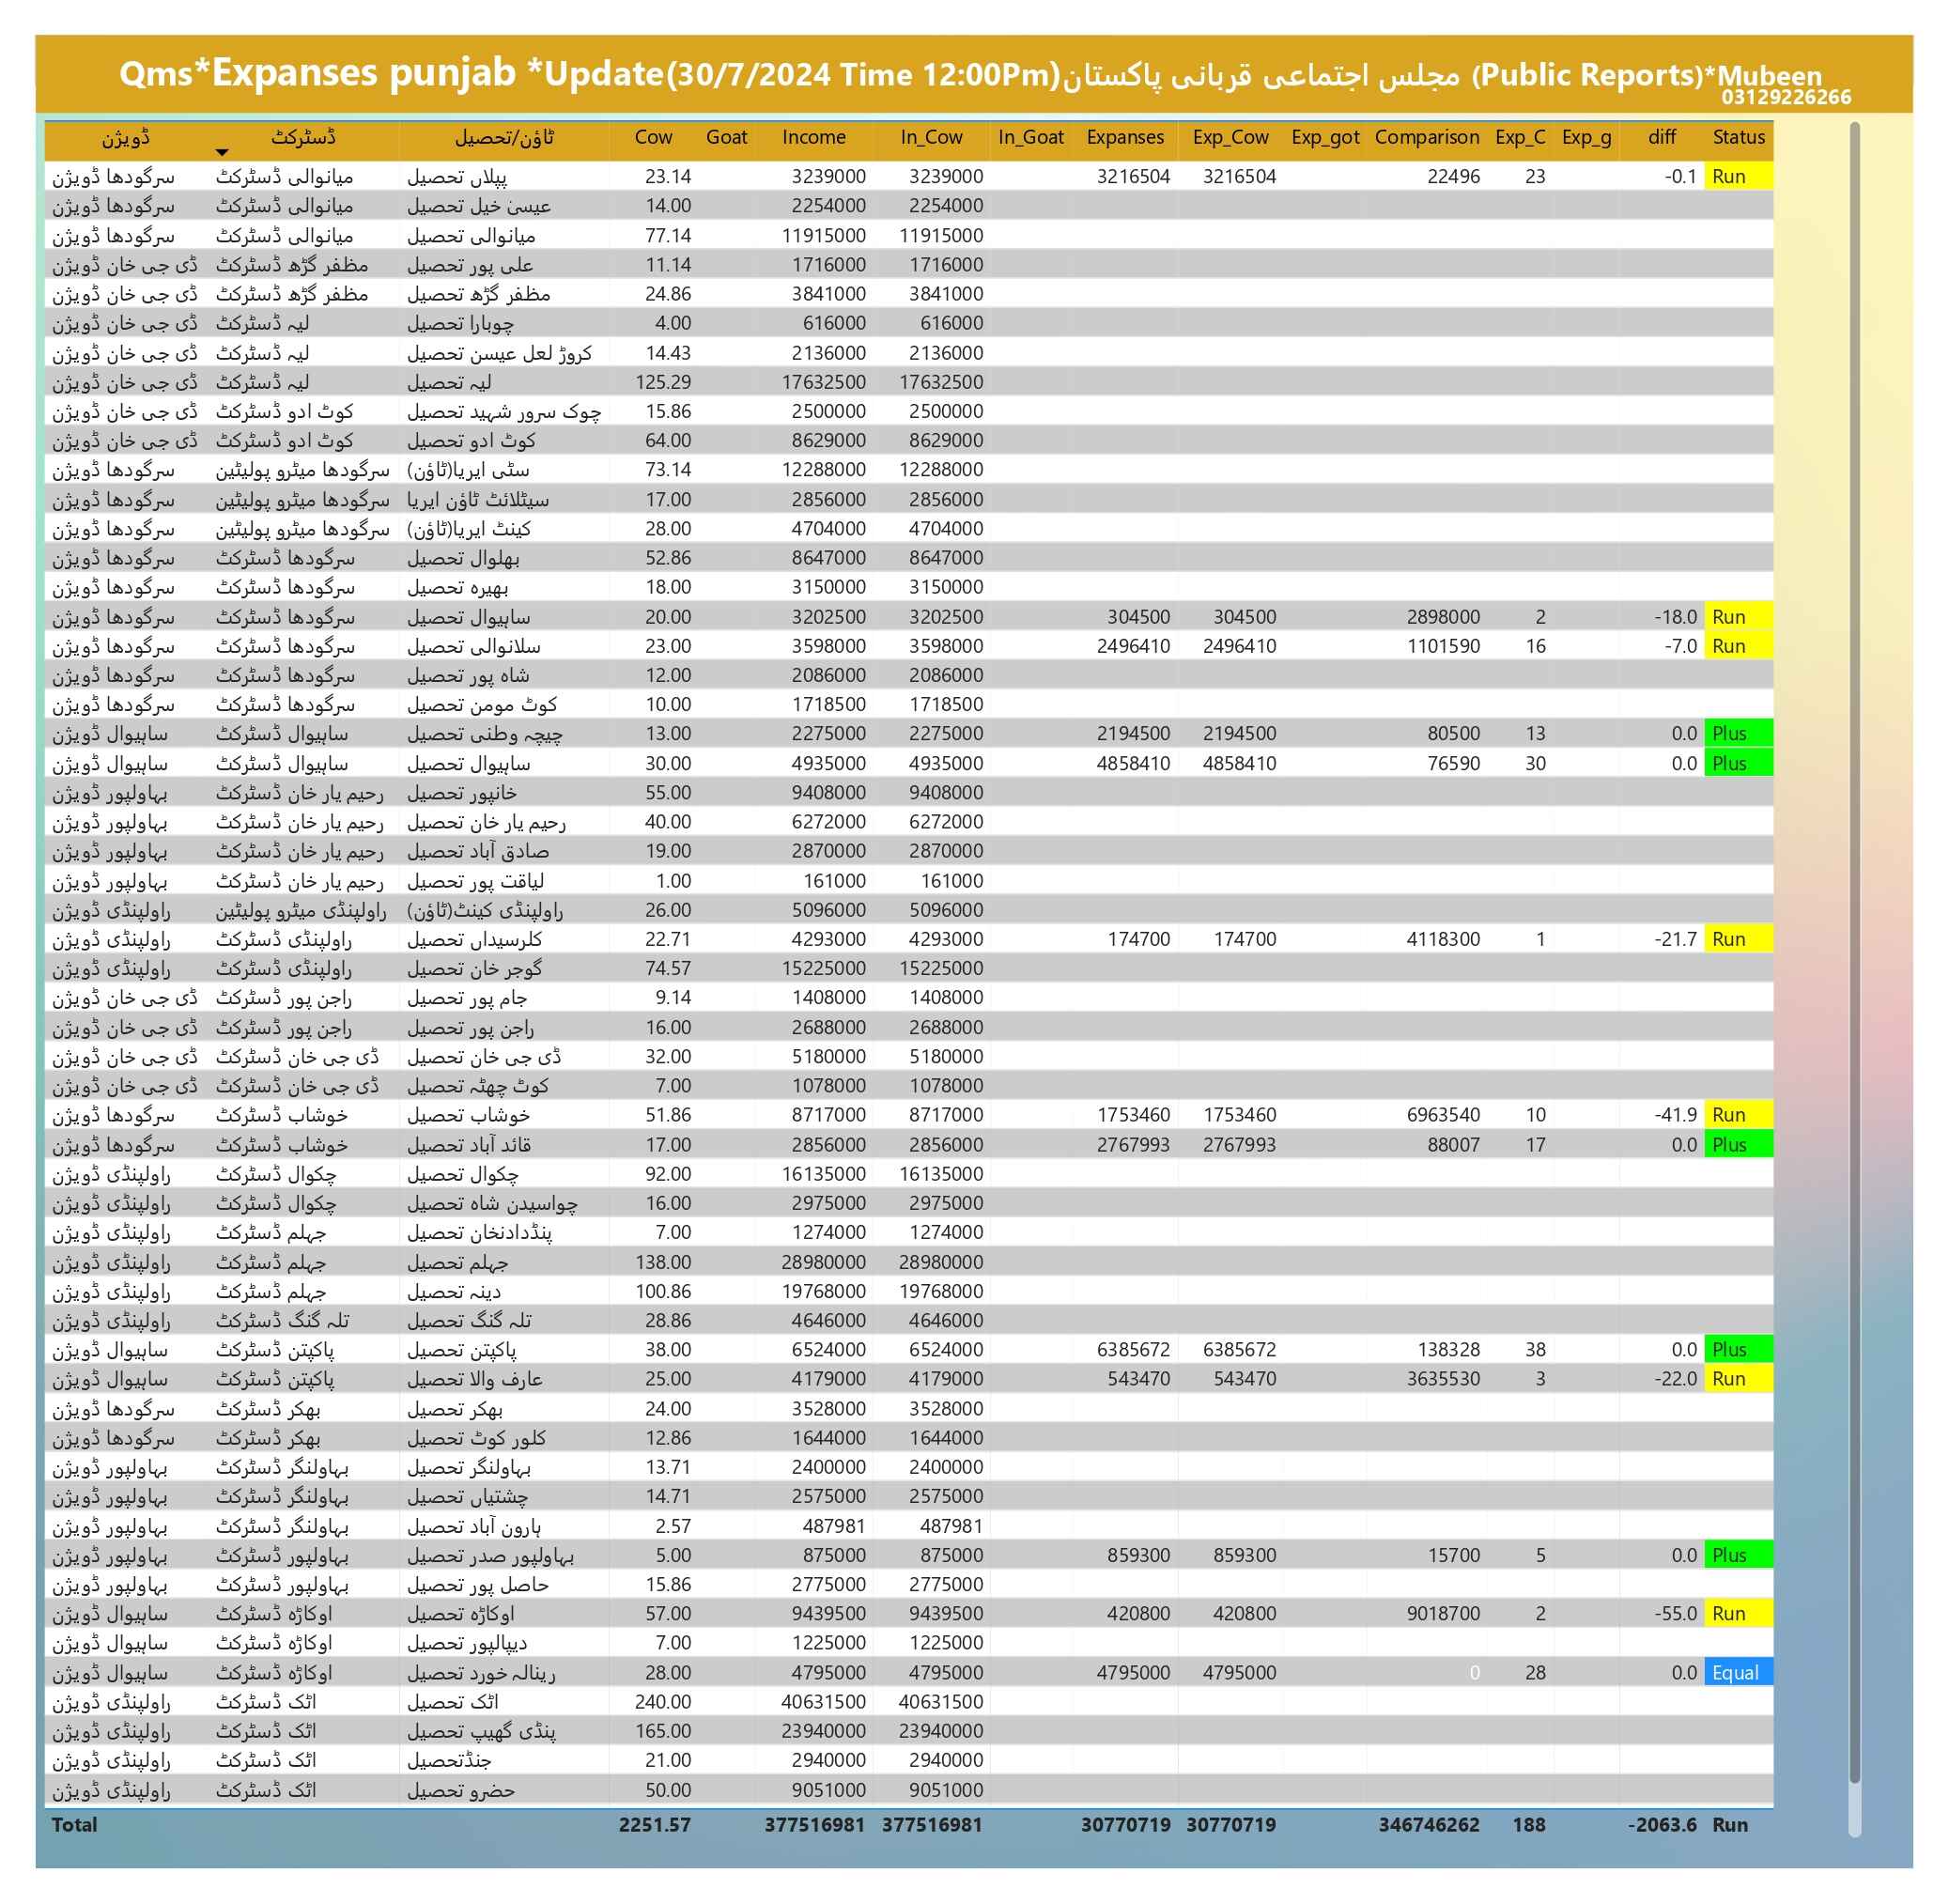 Qms*Expanses punjab *Update(30/7/2024 Time 12:00Pm)مجلس اجتماعی قربانی پاکستان (Public Reports)*Mubeen
03129226266
ڈویژن ڈسٹرکٹ ٹاؤن/تحصیل Cow Goat Income In_Cow In_Goat Expanses Exp_Cow Exp_got Comparison Exp_C Exp_g diff Status
سرگودھا ڈویژن میانوالی ڈسٹرکٹ پپلاں تحصیل 23.14 3239000 3239000 3216504 3216504 22496 23 -0.1 Run
سرگودھا ڈویژن میانوالی ڈسٹرکٹ عیسیٰ خیل تحصیل 14.00 2254000 2254000
سرگودھا ڈویژن میانوالی ڈسٹرکٹ میانوالی تحصیل 77.14 11915000 11915000
ڈی جی خان ڈویژن مظفر گڑھ ڈسٹرکٹ علی پور تحصیل 11.14 1716000 1716000
ڈی جی خان ڈویژن مظفر گڑھ ڈسٹرکٹ مظفر گڑھ تحصیل 24.86 3841000 3841000
ڈی جی خان ڈویژن لیہ ڈسٹرکٹ چوبارا تحصیل 4.00 616000 616000
ڈی جی خان ڈویژن لیہ ڈسٹرکٹ کروڑ لعل عیسن تحصیل 14.43 2136000 2136000
ڈی جی خان ڈویژن لیہ ڈسٹرکٹ لیہ تحصیل 125.29 17632500 17632500
ڈی جی خان ڈویژن کوٹ ادو ڈسٹرکٹ چوک سرور شہید تحصیل 15.86 2500000 2500000
ڈی جی خان ڈویژن کوٹ ادو ڈسٹرکٹ کوٹ ادو تحصیل 64.00 8629000 8629000
سرگودھا ڈویژن سرگودھا میٹرو پولیٹین سٹی ایریا(ٹاؤن) 73.14 12288000 12288000
سرگودھا ڈویژن سرگودھا میٹرو پولیٹین سیٹلائٹ ٹاؤن ایریا 17.00 2856000 2856000
سرگودھا ڈویژن سرگودھا میٹرو پولیٹین کینٹ ایریا(ٹاؤن) 28.00 4704000 4704000
سرگودھا ڈویژن سرگودھا ڈسٹرکٹ بھلوال تحصیل 52.86 8647000 8647000
سرگودھا ڈویژن سرگودھا ڈسٹرکٹ بھیرہ تحصیل 18.00 3150000 3150000
سرگودھا ڈویژن سرگودھا ڈسٹرکٹ ساہیوال تحصیل 20.00 3202500 3202500 304500 304500 2898000 2 -18.0 Run
سرگودھا ڈویژن سرگودھا ڈسٹرکٹ سلانوالی تحصیل 23.00 3598000 3598000 2496410 2496410 1101590 16 -7.0 Run
سرگودھا ڈویژن سرگودھا ڈسٹرکٹ شاہ پور تحصیل 12.00 2086000 2086000
سرگودھا ڈویژن سرگودھا ڈسٹرکٹ کوٹ مومن تحصیل 10.00 1718500 1718500
ساہیوال ڈویژن ساہیوال ڈسٹرکٹ چیچہ وطنی تحصیل 13.00 2275000 2275000 2194500 2194500 80500 13 0.0 Plus
ساہیوال ڈویژن ساہیوال ڈسٹرکٹ ساہیوال تحصیل 30.00 4935000 4935000 4858410 4858410 76590 30 0.0 Plus
بہاولپور ڈویژن رحیم یار خان ڈسٹرکٹ خانپور تحصیل 55.00 9408000 9408000
بہاولپور ڈویژن رحیم یار خان ڈسٹرکٹ رحیم یار خان تحصیل 40.00 6272000 6272000
بہاولپور ڈویژن رحیم یار خان ڈسٹرکٹ صادق آباد تحصیل 19.00 2870000 2870000
بہاولپور ڈویژن رحیم یار خان ڈسٹرکٹ لیاقت پور تحصیل 1.00 161000 161000
راولپنڈی ڈویژن راولپنڈی میٹرو پولیٹین راولپنڈی کینٹ(ٹاؤن) 26.00 5096000 5096000
راولپنڈی ڈویژن راولپنڈی ڈسٹرکٹ کلرسیداں تحصیل 22.71 4293000 4293000 174700 174700 4118300 1 -21.7 Run
راولپنڈی ڈویژن راولپنڈی ڈسٹرکٹ گوجر خان تحصیل 74.57 15225000 15225000
ڈی جی خان ڈویژن راجن پور ڈسٹرکٹ جام پور تحصیل 9.14 1408000 1408000
ڈی جی خان ڈویژن راجن پور ڈسٹرکٹ راجن پور تحصیل 16.00 2688000 2688000
ڈی جی خان ڈویژن ڈی جی خان ڈسٹرکٹ ڈی جی خان تحصیل 32.00 5180000 5180000
ڈی جی خان ڈویژن ڈی جی خان ڈسٹرکٹ کوٹ چھٹہ تحصیل 7.00 1078000 1078000
سرگودھا ڈویژن خوشاب ڈسٹرکٹ خوشاب تحصیل 51.86 8717000 8717000 1753460 1753460 6963540 10 -41.9 Run
سرگودھا ڈویژن خوشاب ڈسٹرکٹ قائد آباد تحصیل 17.00 2856000 2856000 2767993 2767993 88007 17 0.0 Plus
راولپنڈی ڈویژن چکوال ڈسٹرکٹ چکوال تحصیل 92.00 16135000 16135000
راولپنڈی ڈویژن چکوال ڈسٹرکٹ چواسیدن شاہ تحصیل 16.00 2975000 2975000
راولپنڈی ڈویژن جہلم ڈسٹرکٹ پنڈدادنخان تحصیل 7.00 1274000 1274000
راولپنڈی ڈویژن جہلم ڈسٹرکٹ جہلم تحصیل 138.00 28980000 28980000
راولپنڈی ڈویژن جہلم ڈسٹرکٹ دینہ تحصیل 100.86 19768000 19768000
راولپنڈی ڈویژن تلہ گنگ ڈسٹرکٹ تلہ گنگ تحصیل 28.86 4646000 4646000
ساہیوال ڈویژن پاکپتن ڈسٹرکٹ پاکپتن تحصیل 38.00 6524000 6524000 6385672 6385672 138328 38 0.0 Plus
ساہیوال ڈویژن پاکپتن ڈسٹرکٹ عارف والا تحصیل 25.00 4179000 4179000 543470 543470 3635530 3 -22.0 Run
سرگودھا ڈویژن بھکر ڈسٹرکٹ بھکر تحصیل 24.00 3528000 3528000
سرگودھا ڈویژن بھکر ڈسٹرکٹ کلور کوٹ تحصیل 12.86 1644000 1644000
بہاولپور ڈویژن بہاولنگر ڈسٹرکٹ بہاولنگر تحصیل 13.71 2400000 2400000
بہاولپور ڈویژن بہاولنگر ڈسٹرکٹ چشتیاں تحصیل 14.71 2575000 2575000
بہاولپور ڈویژن بہاولنگر ڈسٹرکٹ ہارون آباد تحصیل 2.57 487981 487981
بہاولپور ڈویژن بہاولپور ڈسٹرکٹ بہاولپور صدر تحصیل 5.00 875000 875000 859300 859300 15700 5 0.0 Plus
بہاولپور ڈویژن بہاولپور ڈسٹرکٹ حاصل پور تحصیل 15.86 2775000 2775000
ساہیوال ڈویژن اوکاڑہ ڈسٹرکٹ اوکاڑہ تحصیل 57.00 9439500 9439500 420800 420800 9018700 2 -55.0 Run
ساہیوال ڈویژن اوکاڑہ ڈسٹرکٹ دیپالپور تحصیل 7.00 1225000 1225000
ساہیوال ڈویژن اوکاڑہ ڈسٹرکٹ رینالہ خورد تحصیل 28.00 4795000 4795000 4795000 4795000 0 28 0.0 Equal
راولپنڈی ڈویژن اٹک ڈسٹرکٹ اٹک تحصیل 240.00 40631500 40631500
راولپنڈی ڈویژن اٹک ڈسٹرکٹ پنڈی گھیپ تحصیل 165.00 23940000 23940000
راولپنڈی ڈویژن اٹک ڈسٹرکٹ جنڈتحصیل 21.00 2940000 2940000
راولپنڈی ڈویژن اٹک ڈسٹرکٹ حضرو تحصیل 50.00 9051000 9051000
Total 2251.57 377516981 377516981 30770719 30770719 346746262 188 -2063.6 Run